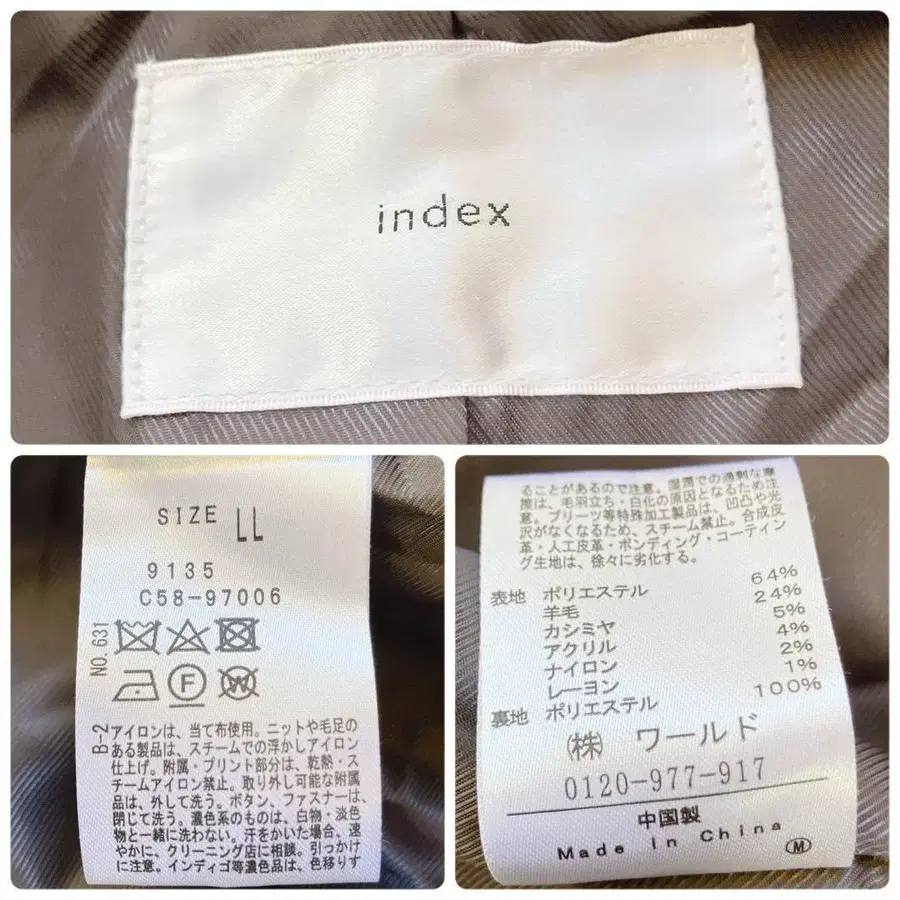 index
SIZE LL
9135
C58-97006
NO.631
B-2
アイロンは、当て布使用。ニットや毛足の
ある製品は、スチームでの浮かしアイロン
仕上げ。附属・プリント部分は、乾熱・ス
チームアイロン禁止。取り外し可能な附属
品は、外して洗う。ボタン、ファスナーは、
閉じて洗う。濃色系のものは、白物・淡色
物と一緒に洗わない。汗をかいた場合、速
やかに、クリーニング店に相談。引っかけ
に注意。インディゴ等濃色品は、色移りす
ることがあるので注意。湿潤での過剰な摩
擦は、毛羽立ち・白化の原因となるため注
意。プリーツ等特殊加工製品は、凹凸や光
沢がなくなるため、スチーム禁止。合成皮
革・人工皮革・ボンディング・コーティン
グ生地は、徐々に劣化する。
表地 ポリエステル 64%
羊毛 24%
カシミヤ 5%
アクリル 4%
ナイロン 2%
レーヨン 1%
裏地 ポリエステル 100%
(株) ワールド
0120-977-917
中国製
Made in China
M